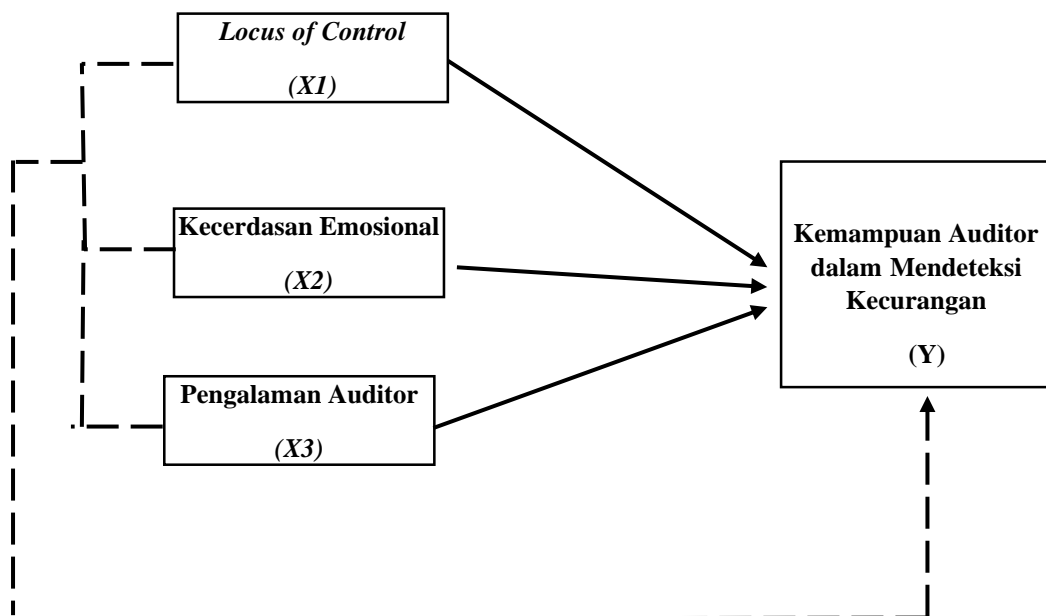 Locus of Control
(X1)
Kecerdasan Emosional
(X2)
Pengalaman Auditor
(X3)
Kemampuan Auditor
dalam Mendeteksi
Kecurangan
(Y)